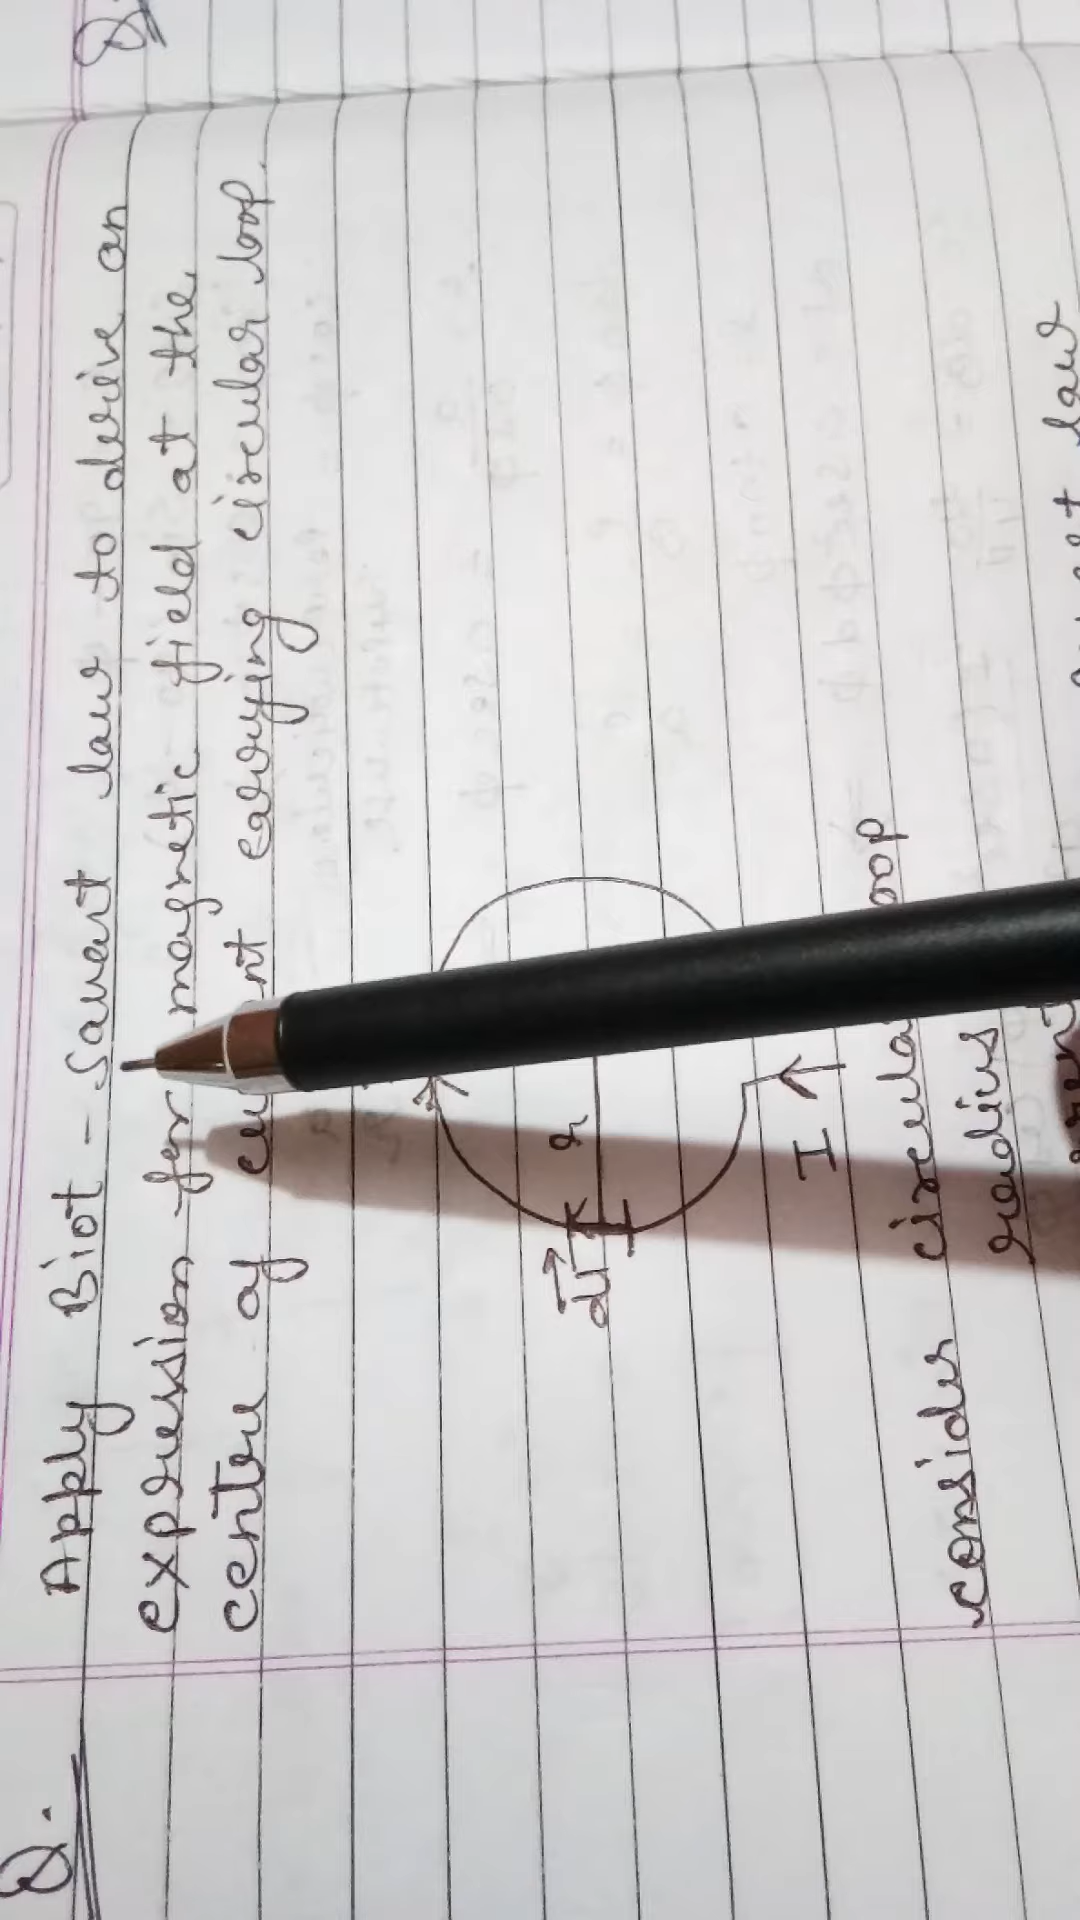 Q. Apply Biot-Savart law to derive an
expression for magnetic field at the
centre of current carrying circular loop.
r
dl
I
consider circular loop
radius
law